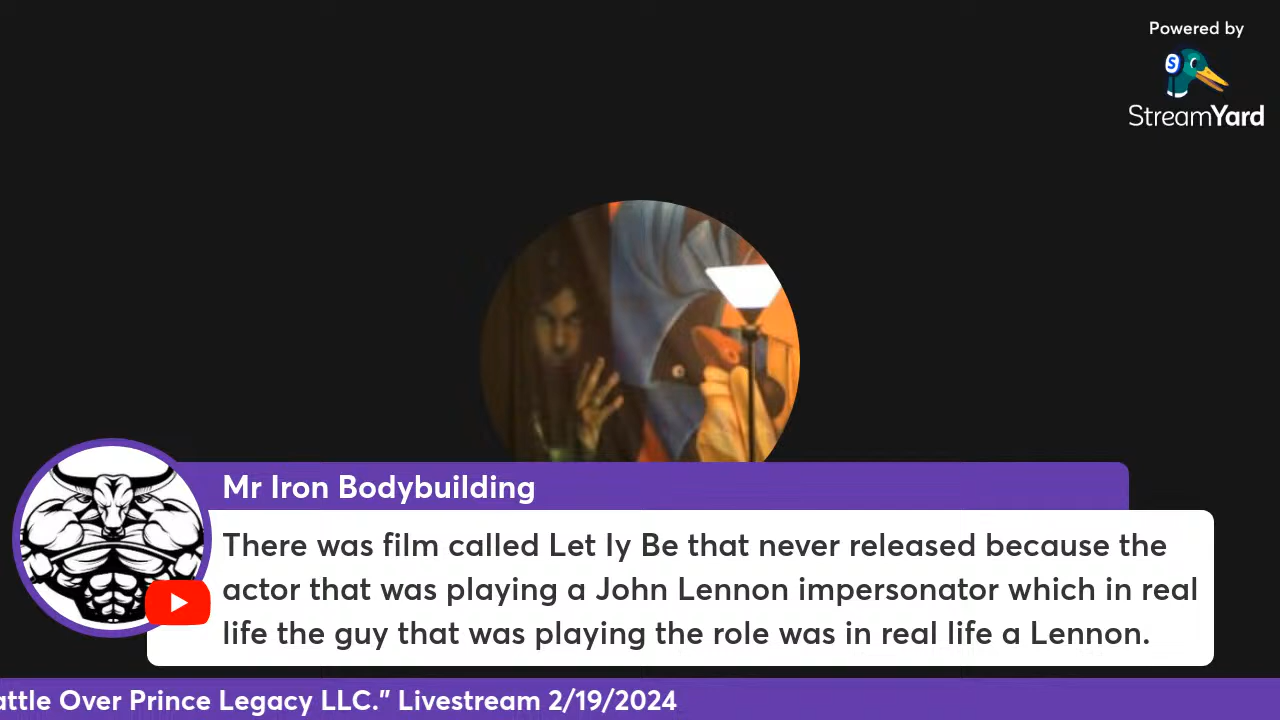 Powered by
S
StreamYard
Mr Iron Bodybuilding
There was film called Let Iy Be that never released because the
actor that was playing a John Lennon impersonator which in real
life the guy that was playing the role was in real life a Lennon.
attle Over Prince Legacy LLC.” Livestream 2/19/2024